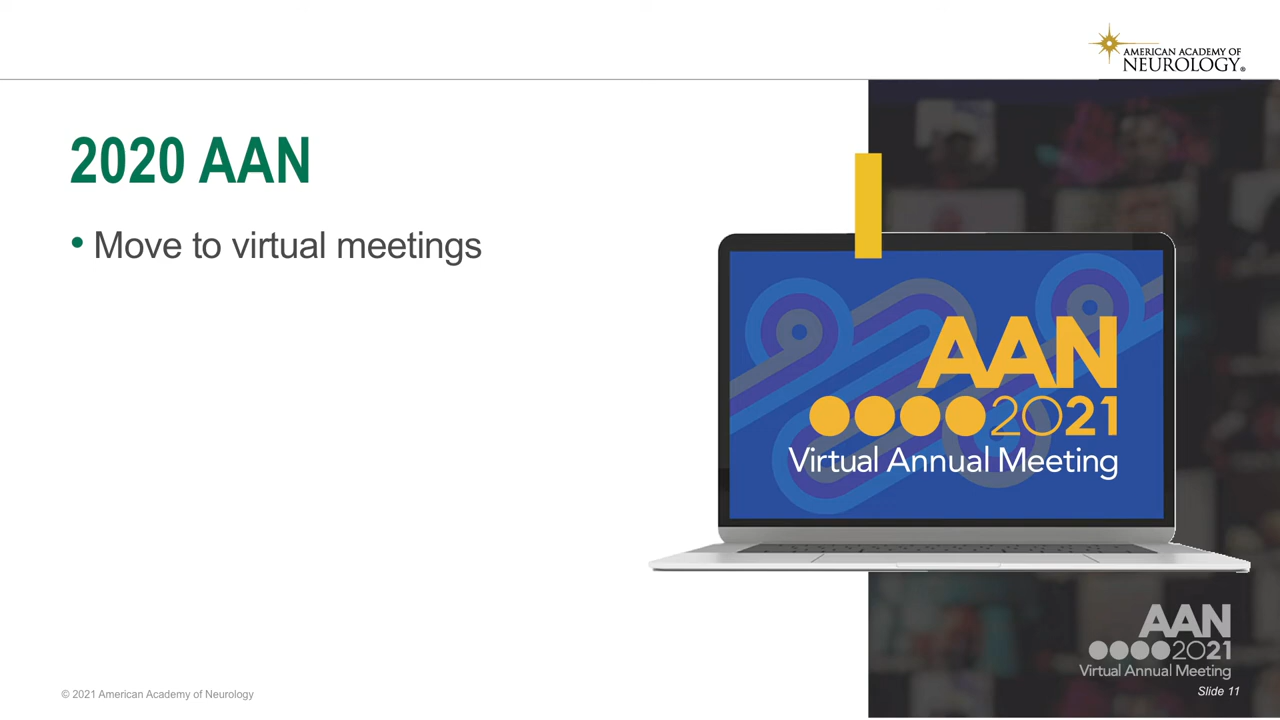 AMERICAN ACADEMY OF
NEUROLOGY®
2020 AAN
• Move to virtual meetings
AAN
2021
Virtual Annual Meeting
AAN
2021
Virtual Annual Meeting
© 2021 American Academy of Neurology
Slide 11